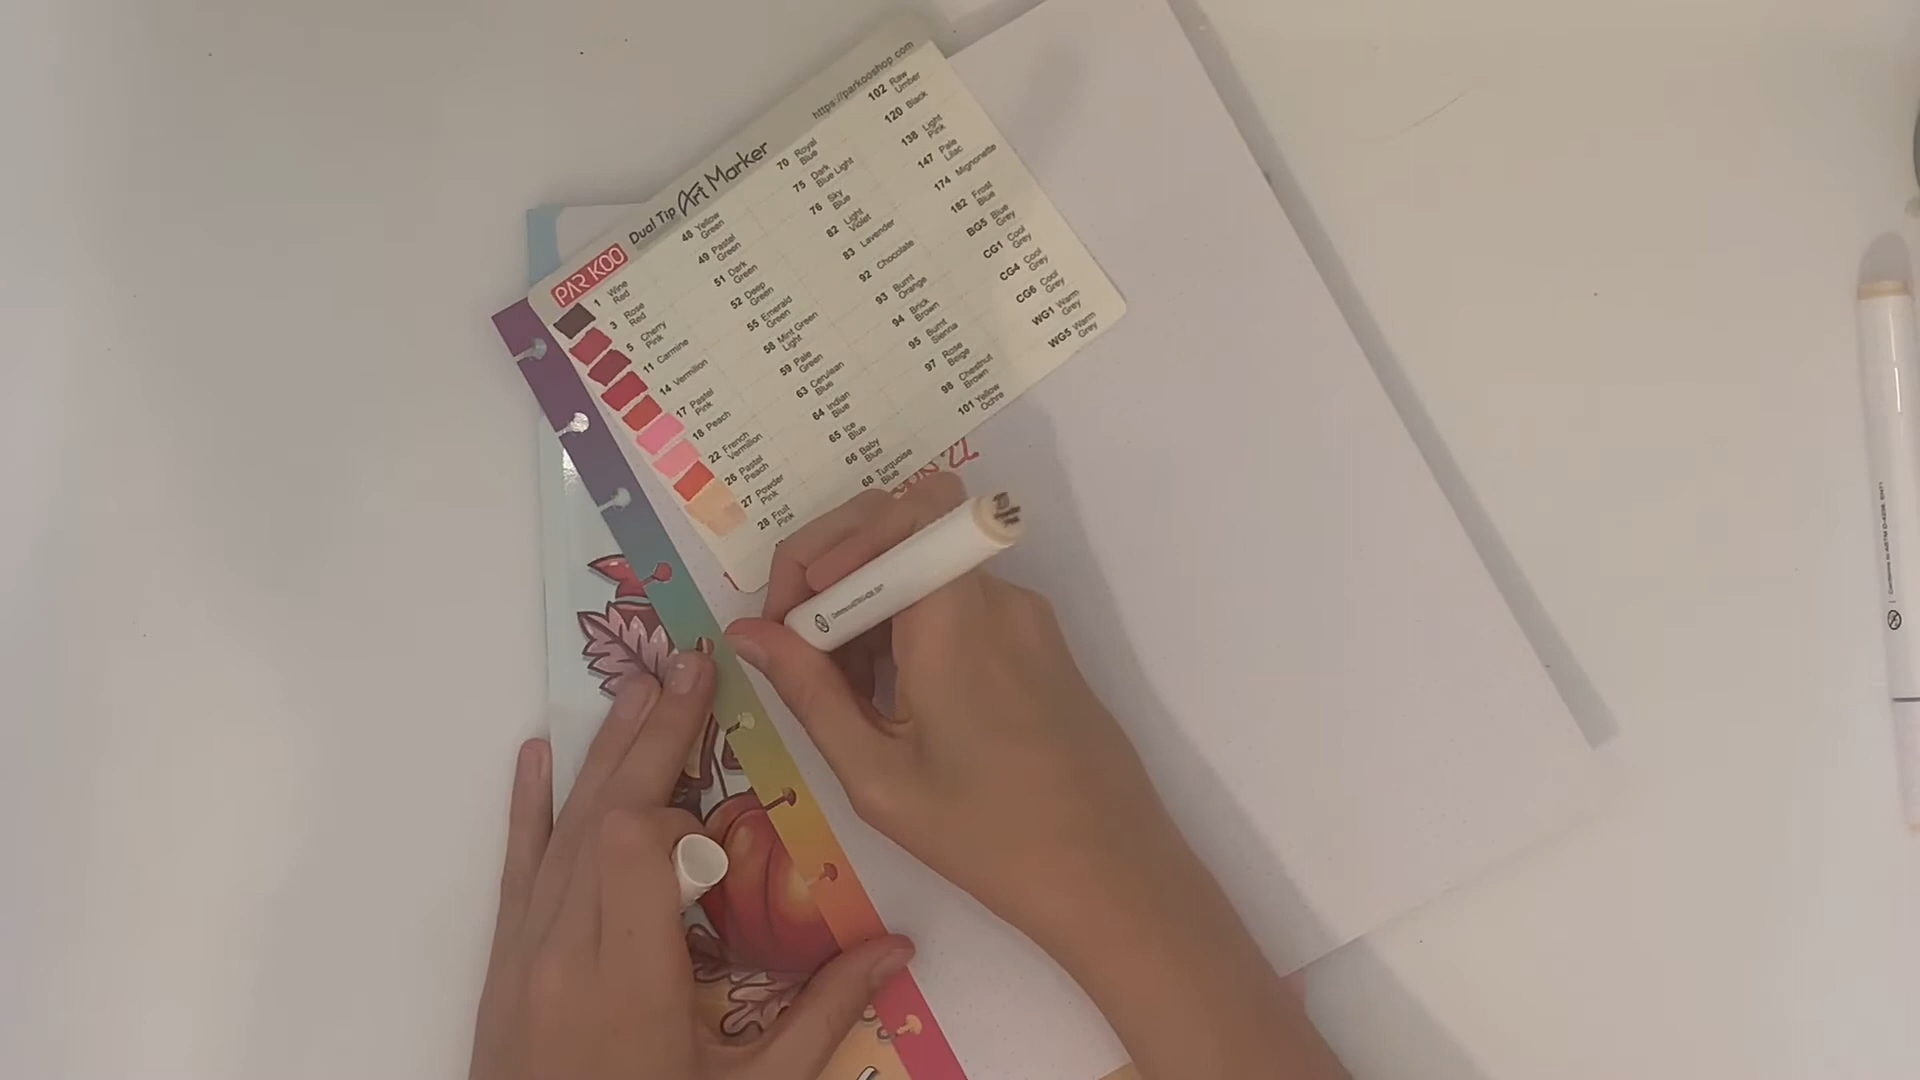 PARKOO Dual Tip Art Marker https://parkooshop.com
1 Wine Red
3 Rose Red
5 Cherry Pink
11 Carmine
14 Vermilion
17 Pastel Pink
18 Peach
22 French Vermilion
26 Pastel Peach
27 Powder Pink
28 Fruit Pink
48 Yellow Green
49 Pastel Green
51 Dark Green
52 Deep Green
55 Emerald Green
58 Mint Green Light
59 Pale Green
63 Cerulean Blue
64 Indian Blue
65 Ice Blue
66 Baby Blue
68 Turquoise Blue
70 Royal Blue
75 Dark Blue Light
76 Sky Blue
82 Light Violet
83 Lavender
92 Chocolate
93 Burnt Orange
94 Brick Brown
95 Burnt Sienna
97 Rose Beige
98 Chestnut Brown
101 Yellow Ochre
102 Raw Umber
120 Black
138 Light Pink
147 Pale Lilac
174 Mignonette
182 Frost Blue
BG5 Blue Grey
CG1 Cool Grey
CG4 Cool Grey
CG6 Cool Grey
WG1 Warm Grey
WG5 Warm Grey